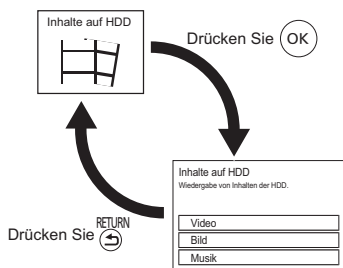 Inhalte auf HDD
Drücken Sie OK
Inhalte auf HDD
Wiedergabe von Inhalten der HDD.
Video
Bild
Musik
RETURN
Drücken Sie